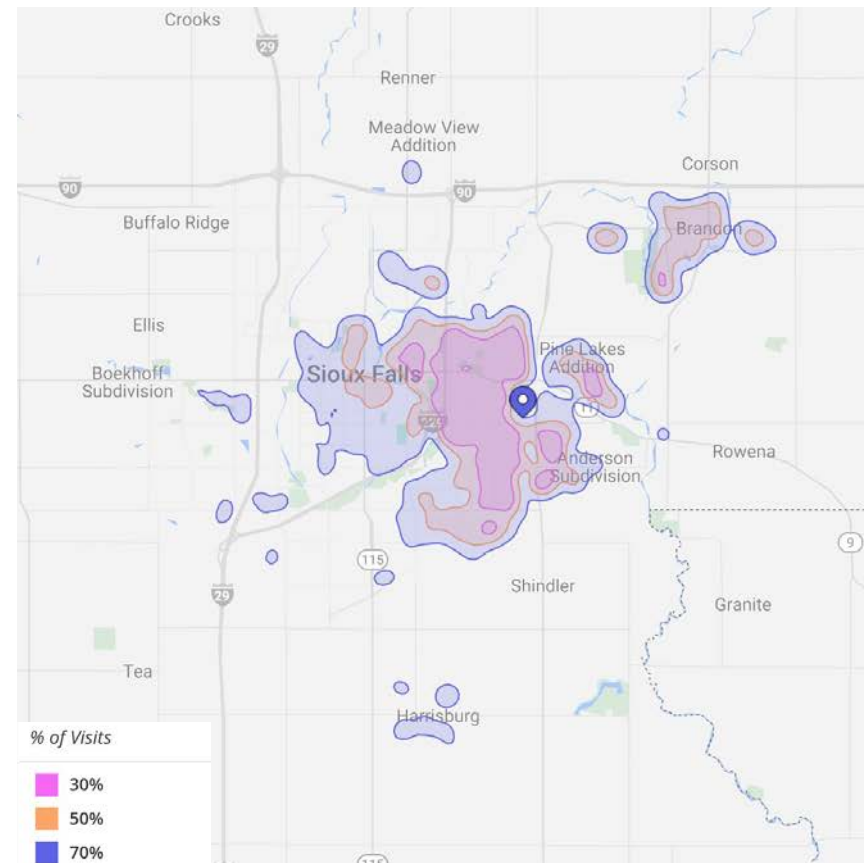 Crooks
29
Renner
Meadow View
Addition
Corson
90
90
Buffalo Ridge
Brandon
Ellis
Pine Lakes
Addition
Boekhoff
Subdivision
Sioux Falls
11
229
Anderson
Subdivision
Rowena
9
115
Shindler
29
Granite
Tea
Harrisburg
% of Visits
30%
50%
70%
115